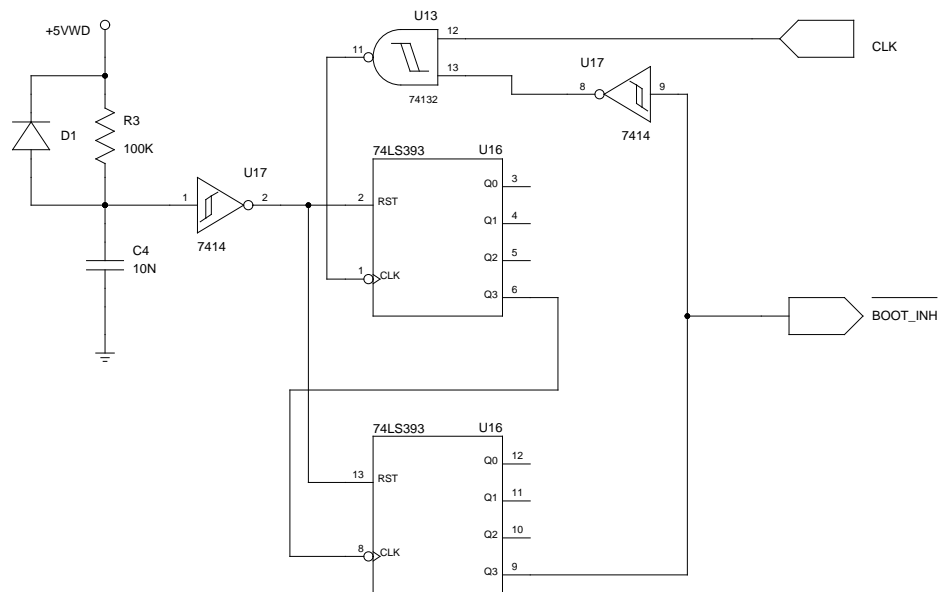 +5VWD
D1
R3
100K
C4
10N
1
U17
2
7414
U13
11
12
13
74132
CLK
U17
8
9
7414
74LS393
U16
2
RST
1
CLK
Q0
3
Q1
4
Q2
5
Q3
6
BOOT_INH
74LS393
U16
13
RST
8
CLK
Q0
12
Q1
11
Q2
10
Q3
9